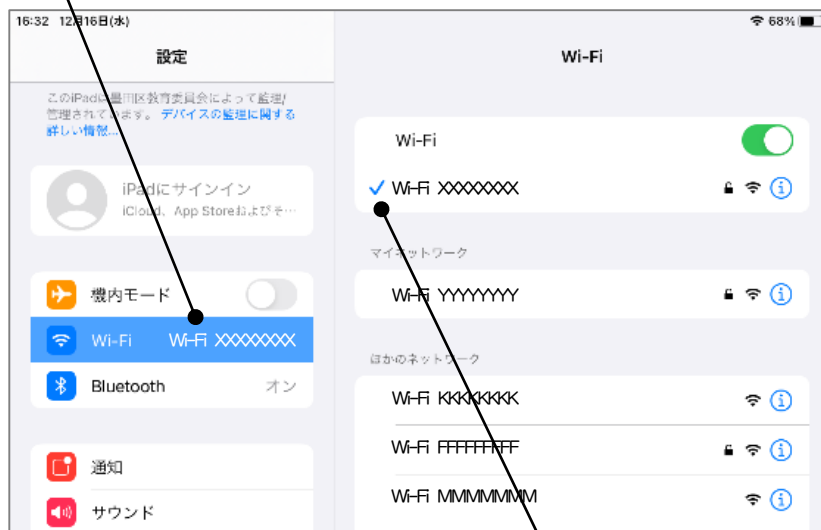 16:32 12月16日(水)
68%
設定
このiPadは墨田区教育委員会によって監理/
管理されています。デバイスの監理に関する
詳しい情報...
iPadにサインイン
iCloud、App Storeおよびそ…
機内モード
Wi-Fi Wi-Fi XXXXXXXX
Bluetooth オン
通知
サウンド
Wi-Fi
Wi-Fi
Wi-Fi XXXXXXXX
マイネットワーク
Wi-Fi YYYYYYYY
ほかのネットワーク
Wi-Fi KKKKKKKK
Wi-Fi FFFFFFFFF
Wi-Fi MMMMMMM